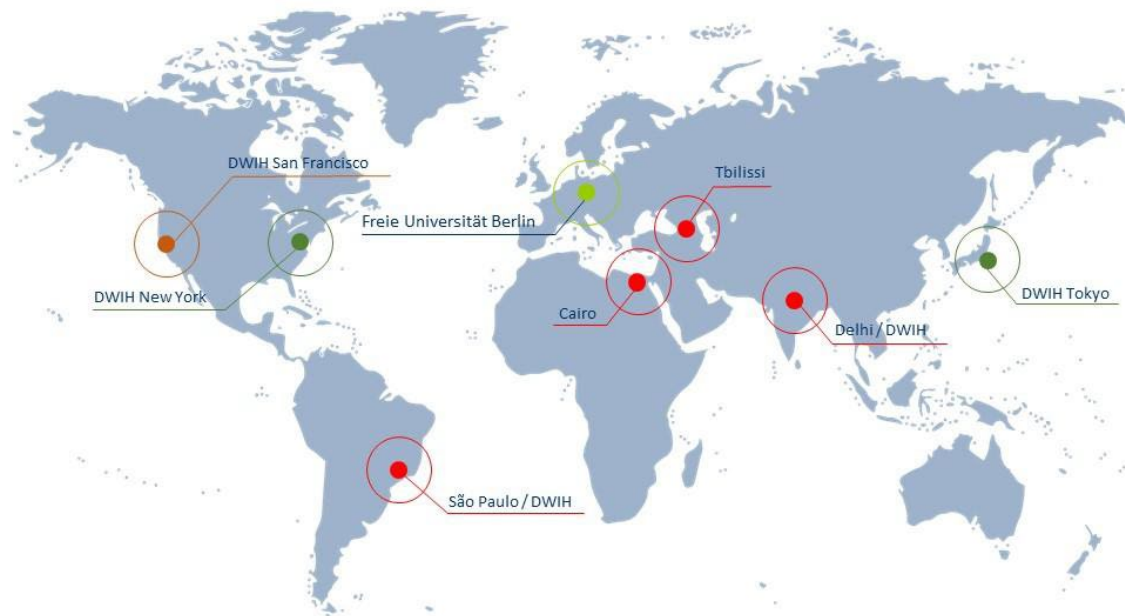 DWIH San Francisco
Tbilissi
Freie Universität Berlin
DWIH New York
DWIH Tokyo
Cairo
Delhi / DWIH
São Paulo / DWIH